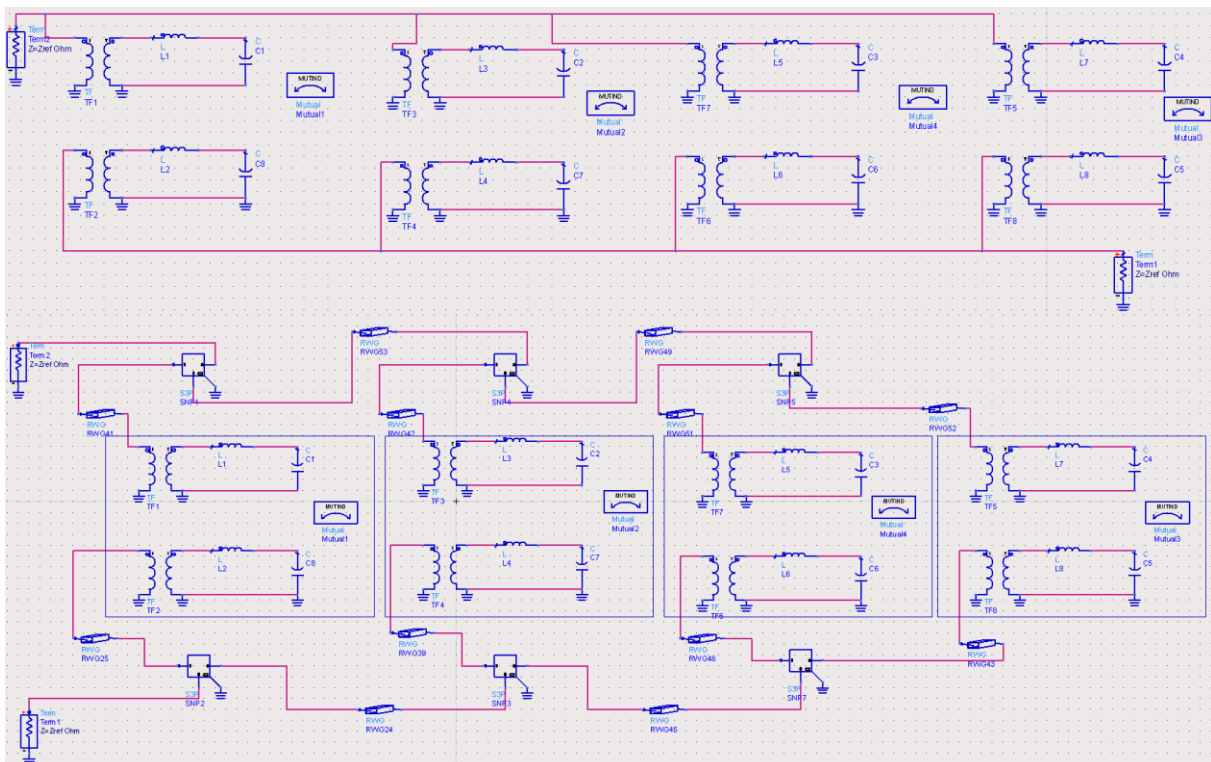 Term
Term2
Z=Zref Ohm
TF
TF1
L
L1
C
C1
MUTIND
Mutual
Mutual1
TF
TF3
L
L3
C
C2
MUTIND
Mutual
Mutual2
TF
TF7
L
L5
C
C3
MUTIND
Mutual
Mutual4
TF
TF5
L
L7
C
C4
MUTIND
Mutual
Mutual3
TF
TF2
L
L2
C
C8
TF
TF4
L
L4
C
C7
TF
TF6
L
L6
C
C6
TF
TF8
L
L8
C
C5
Term
Term1
Z=Zref Ohm
Term
Term2
Z=Zref Ohm
S3P
SNP1
RWG
RWG53
S3P
SNP4
RWG
RWG49
S3P
SNP5
RWG
RWG41
RWG
RWG42
RWG
RWG51
RWG
RWG52
TF
TF1
L
L1
C
C1
MUTIND
Mutual
Mutual1
TF
TF3
L
L3
C
C2
MUTIND
Mutual
Mutual2
TF
TF7
L
L5
C
C3
MUTIND
Mutual
Mutual4
TF
TF5
L
L7
C
C4
MUTIND
Mutual
Mutual3
TF
TF2
L
L2
C
C8
TF
TF4
L
L4
C
C7
TF
L
L6
C
C6
TF
L
L8
C
C5
RWG
RWG25
S3P
SNP2
RWG
RWG24
RWG
RWG39
S3P
SNP3
RWG
RWG45
RWG
RWG46
S3P
SNP7
RWG
RWG43
Term
Term1
Z=Zref Ohm